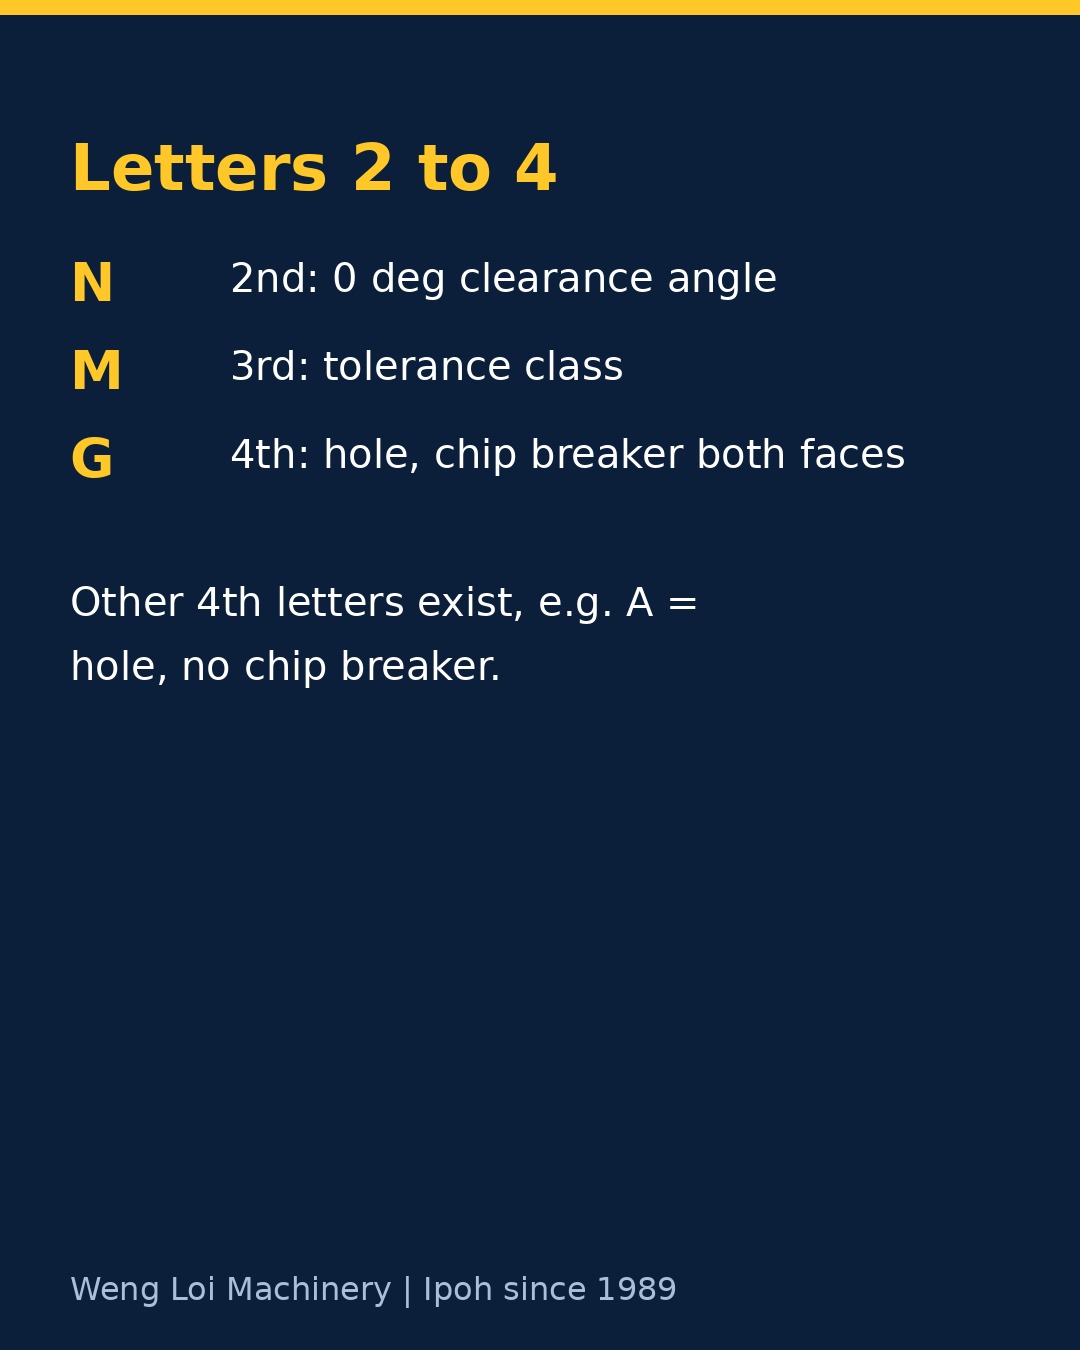 Letters 2 to 4
N 2nd: 0 deg clearance angle
M 3rd: tolerance class
G 4th: hole, chip breaker both faces
Other 4th letters exist, e.g. A =
hole, no chip breaker.
Weng Loi Machinery | Ipoh since 1989